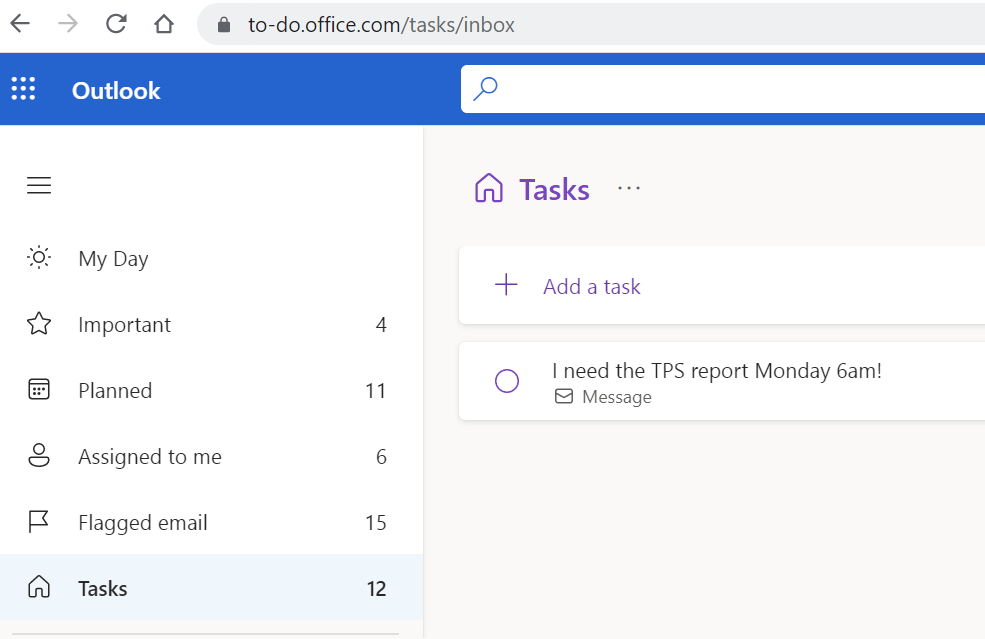 to-do.office.com/tasks/inbox
Outlook
My Day
Important 4
Planned 11
Assigned to me 6
Flagged email 15
Tasks 12
Tasks ...
Add a task
I need the TPS report Monday 6am!
Message